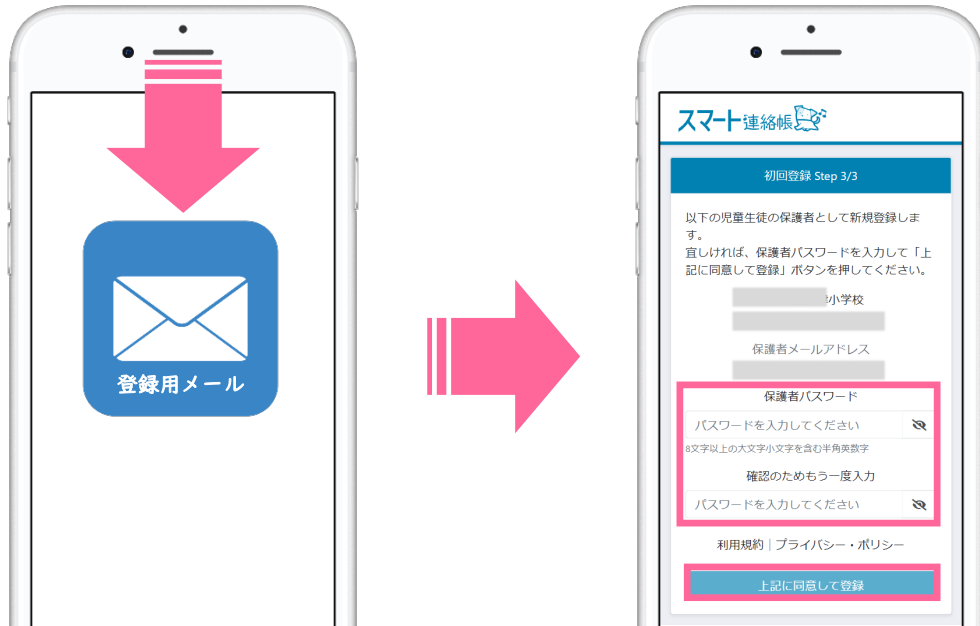 登録用メール
スマート連絡帳
初回登録 Step 3/3
以下の児童生徒の保護者として新規登録しま
す。
宜しければ、保護者パスワードを入力して「上
記に同意して登録」ボタンを押してください。
小学校
保護者メールアドレス
保護者パスワード
パスワードを入力してください
8文字以上の大文字小文字を含む半角英数字
確認のためもう一度入力
パスワードを入力してください
利用規約｜プライバシー・ポリシー
上記に同意して登録